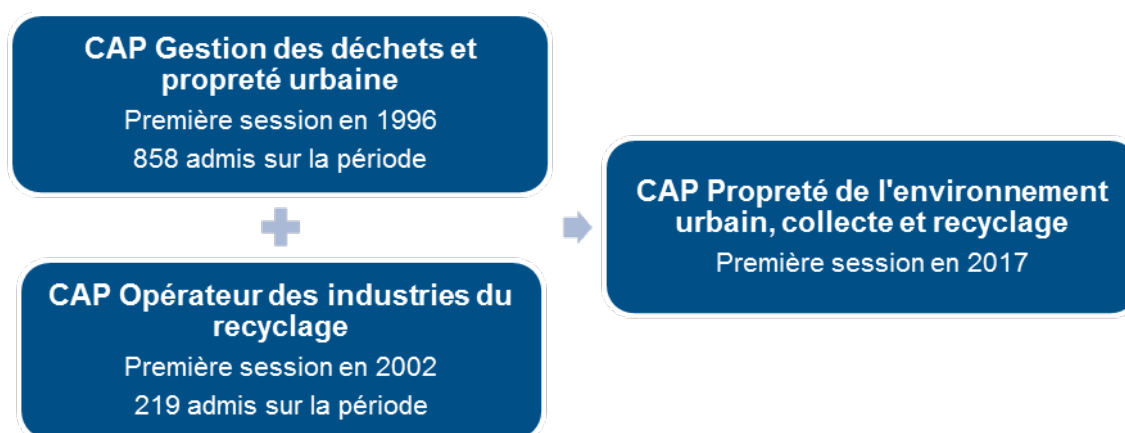 CAP Gestion des déchets et
propreté urbaine
Première session en 1996
858 admis sur la période
CAP Opérateur des industries du
recyclage
Première session en 2002
219 admis sur la période
CAP Propreté de l'environnement
urbain, collecte et recyclage
Première session en 2017